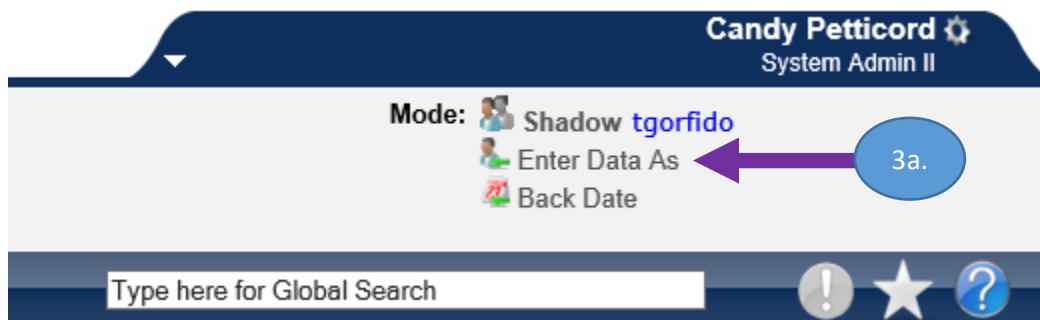 Candy Petticord
System Admin II
Mode: Shadow tgorfido
Enter Data As
3a.
Back Date
Type here for Global Search